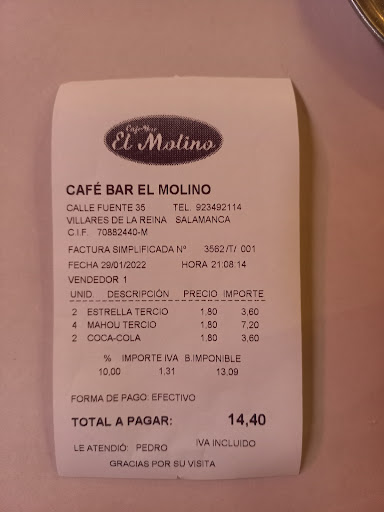 Café-Bar
El Molino
CAFÉ BAR EL MOLINO
CALLE FUENTE 35 TEL. 923492114
VILLARES DE LA REINA SALAMANCA
C.I.F. 70882440-M
FACTURA SIMPLIFICADA Nº 3562/T/ 001
FECHA 29/01/2022 HORA 21:08:14
VENDEDOR 1
UNID. DESCRIPCIÓN PRECIO IMPORTE
2 ESTRELLA TERCIO 1.80 3,60
4 MAHOU TERCIO 1.80 7,20
2 COCA-COLA 1.80 3,60
% IMPORTE IVA B.IMPONIBLE
10,00 1.31 13,09
FORMA DE PAGO: EFECTIVO
TOTAL A PAGAR: 14,40
LE ATENDIÓ: PEDRO IVA INCLUIDO
GRACIAS POR SU VISITA